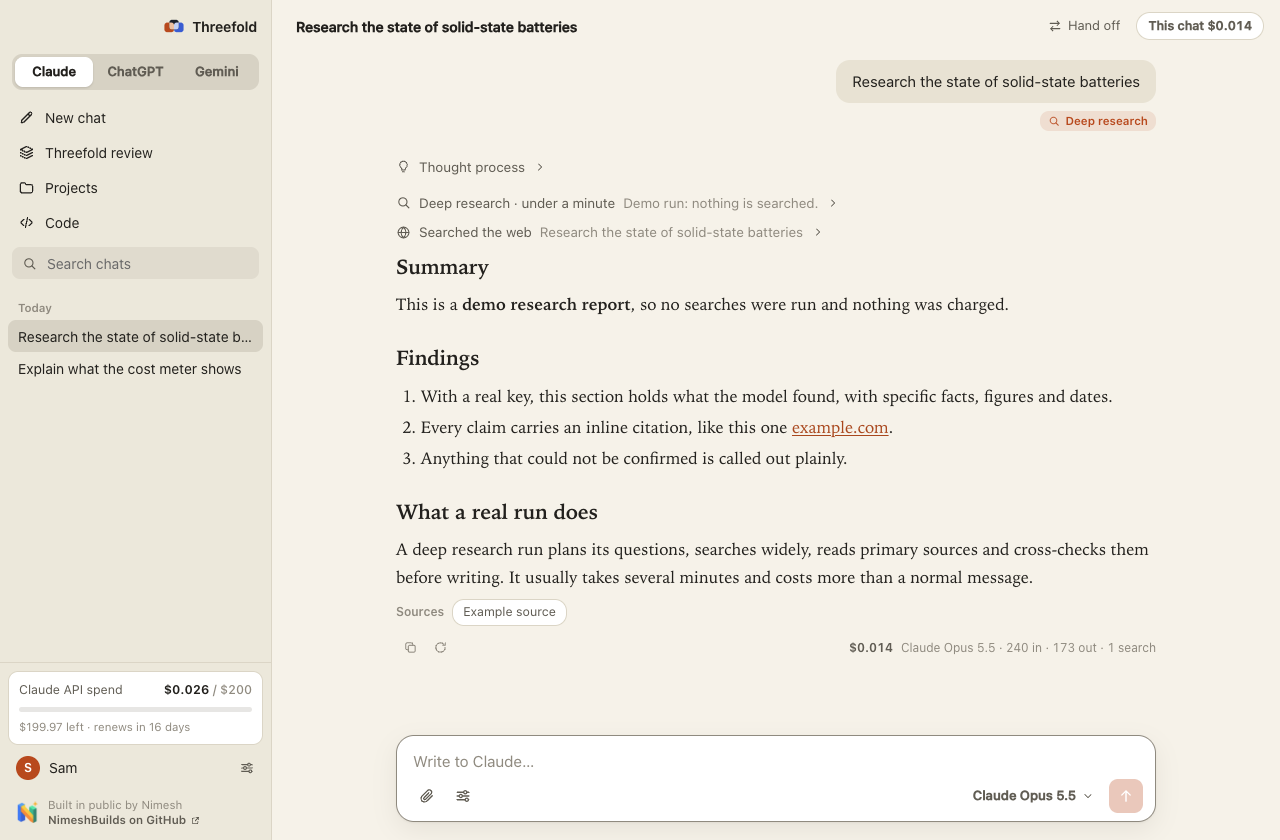 Threefold
Claude
ChatGPT
Gemini
New chat
Threefold review
Projects
Code
Search chats
Today
Research the state of solid-state b...
Explain what the cost meter shows
Claude API spend
$0.026 / $200
$199.97 left · renews in 16 days
S
Sam
Built in public by Nimesh
NimeshBuilds on GitHub
Research the state of solid-state batteries
Hand off
This chat $0.014
Research the state of solid-state batteries
Deep research
Thought process
Deep research · under a minute Demo run: nothing is searched.
Searched the web Research the state of solid-state batteries
Summary
This is a demo research report, so no searches were run and nothing was charged.
Findings
1. With a real key, this section holds what the model found, with specific facts, figures and dates.
2. Every claim carries an inline citation, like this one example.com.
3. Anything that could not be confirmed is called out plainly.
What a real run does
A deep research run plans its questions, searches widely, reads primary sources and cross-checks them
before writing. It usually takes several minutes and costs more than a normal message.
Sources
Example source
$0.014 Claude Opus 5.5 · 240 in · 173 out · 1 search
Write to Claude...
Claude Opus 5.5